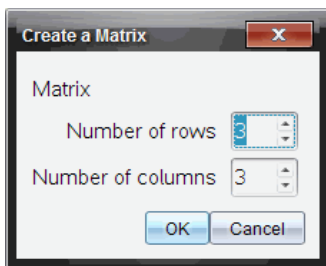 Create a Matrix
Matrix
Number of rows 3
Number of columns 3
OK Cancel